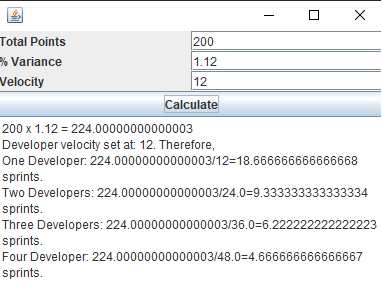 Total Points 200
% Variance 1.12
Velocity 12
Calculate
200 x 1.12 = 224.00000000000003
Developer velocity set at: 12. Therefore,
One Developer: 224.00000000000003/12=18.666666666666668
sprints.
Two Developers: 224.00000000000003/24.0=9.333333333333334
sprints.
Three Developers: 224.00000000000003/36.0=6.222222222222223
sprints.
Four Developer: 224.00000000000003/48.0=4.666666666666667
sprints.